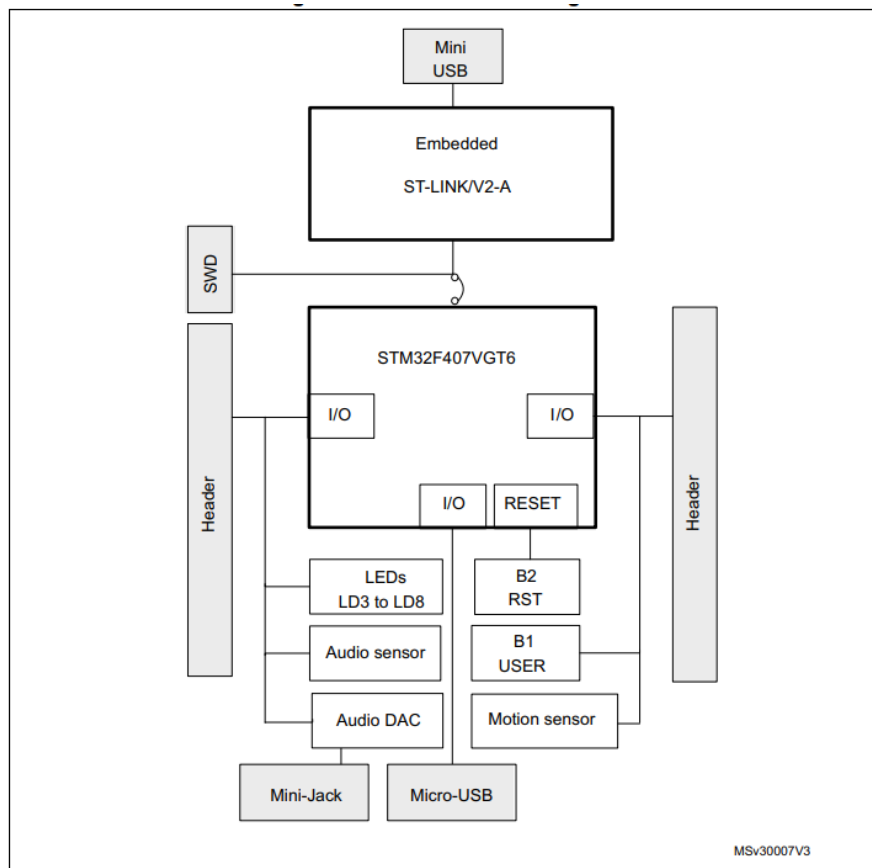 Mini
USB
Embedded
ST-LINK/V2-A
SWD
STM32F407VGT6
I/O
I/O
Header
Header
I/O
RESET
LEDs
LD3 to LD8
B2
RST
Audio sensor
B1
USER
Audio DAC
Motion sensor
Mini-Jack
Micro-USB
MSv30007V3